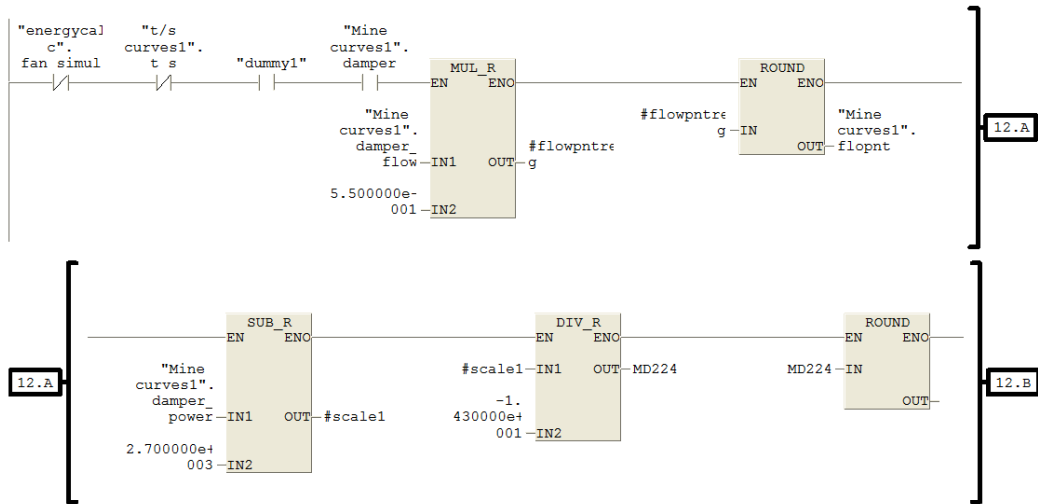 "energycal
c".
fan simul
"t/s
curves1".
t s
"dummy1"
"Mine
curves1".
damper
MUL_R
EN ENO
"Mine
curves1".
damper_
flow IN1
OUT #flowpntre
g
5.500000e-
001 IN2
ROUND
EN ENO
#flowpntre
g IN
OUT "Mine
curves1".
flopnt
12.A
12.A
SUB_R
EN ENO
"Mine
curves1".
damper_
power IN1
OUT #scale1
2.700000e+
003 IN2
DIV_R
EN ENO
#scale1 IN1
OUT MD224
-1.
430000e+
001 IN2
ROUND
EN ENO
MD224 IN
OUT
12.B